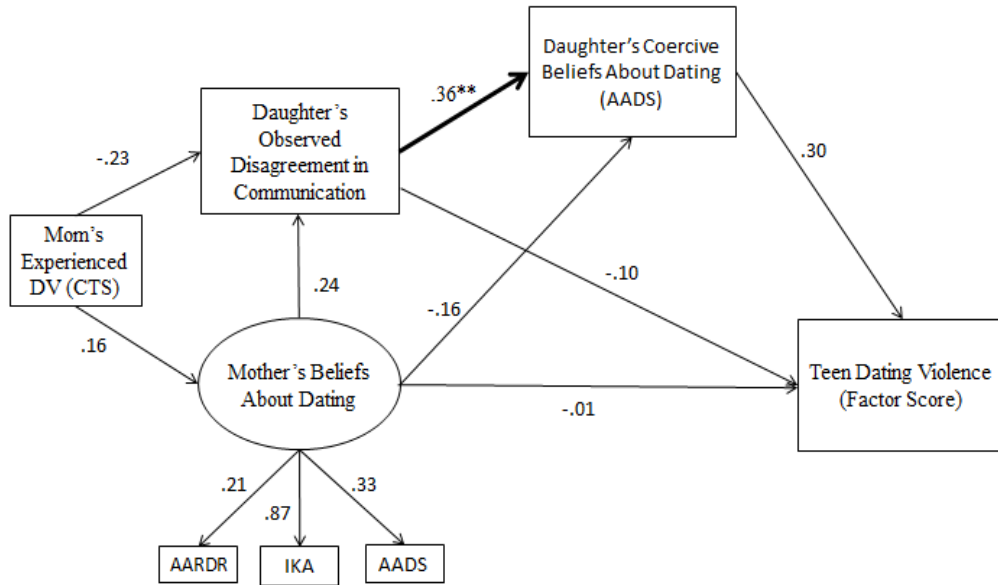 Daughter's Coercive
Beliefs About Dating
(AADS)
.36**
Daughter's
Observed
Disagreement in
Communication
-.23
.30
Mom's
Experienced
DV (CTS)
.24
-.10
-.16
.16
Mother's Beliefs
About Dating
Teen Dating Violence
(Factor Score)
-.01
.21
.87
.33
AARDR
IKA
AADS